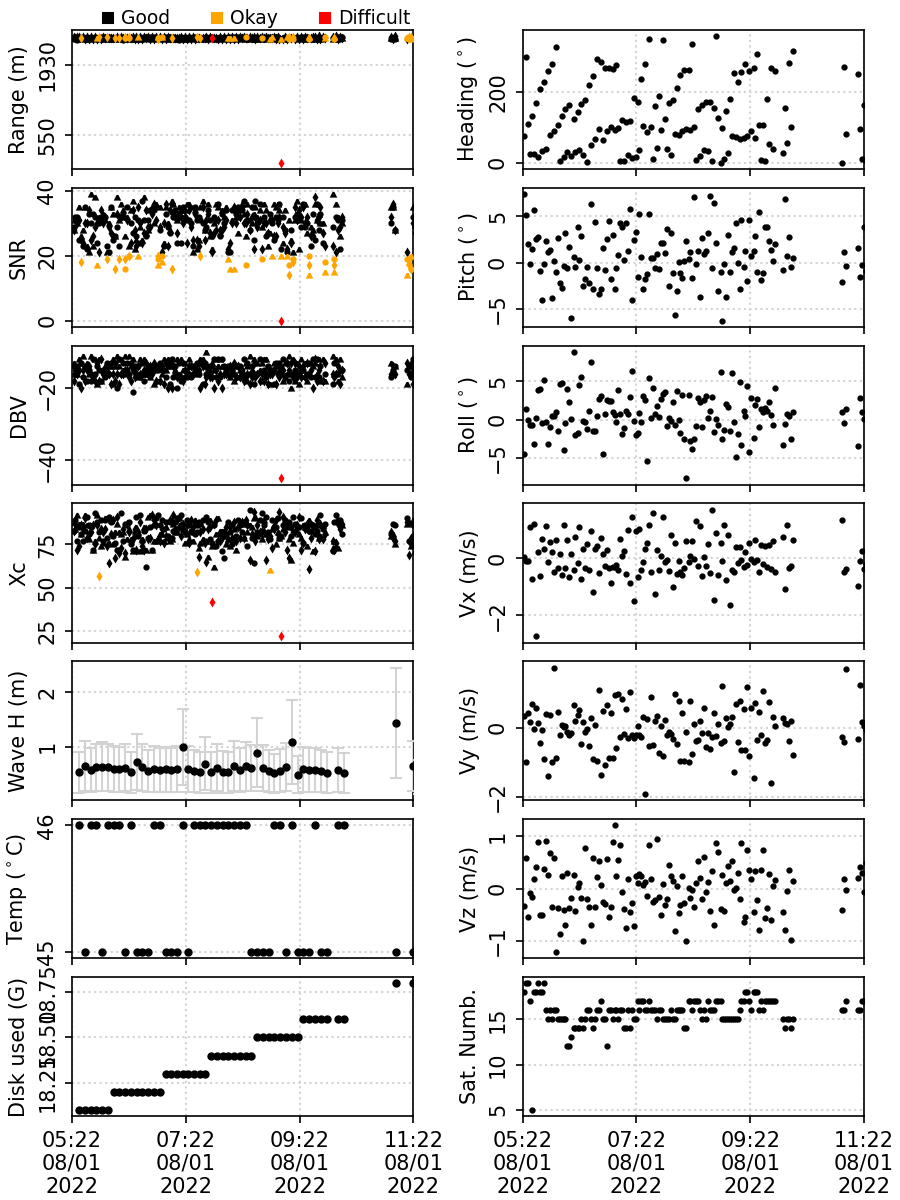 Good Okay Difficult
Range (m)
1930
550
Heading (°)
200
0
SNR
40
20
0
Pitch (°)
5
0
−5
DBV
−20
−40
Roll (°)
5
0
−5
Xc
75
50
25
Vx (m/s)
0
−2
Wave H (m)
2
1
Vy (m/s)
0
−2
Temp (°C)
46
45
Vz (m/s)
1
0
−1
Disk used (G)
18.75
18.50
18.25
Sat. Numb.
15
10
5
05:22 07:22 09:22 11:22 05:22 07:22 09:22 11:22
08/01 08/01 08/01 08/01 08/01 08/01 08/01 08/01
2022 2022 2022 2022 2022 2022 2022 2022